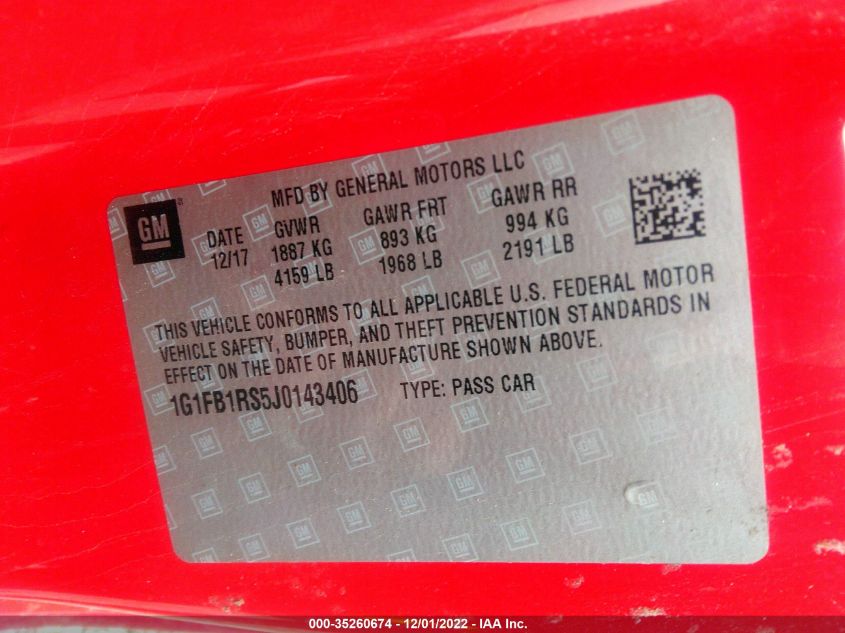 MFD BY GENERAL MOTORS LLC
GM
DATE GVWR GAWR FRT GAWR RR
12/17 1887 KG 893 KG 994 KG
4159 LB 1968 LB 2191 LB
THIS VEHICLE CONFORMS TO ALL APPLICABLE U.S. FEDERAL MOTOR
VEHICLE SAFETY, BUMPER, AND THEFT PREVENTION STANDARDS IN
EFFECT ON THE DATE OF MANUFACTURE SHOWN ABOVE.
1G1FB1RS5J0143406 TYPE: PASS CAR
000-35260674 - 12/01/2022 - IAA Inc.